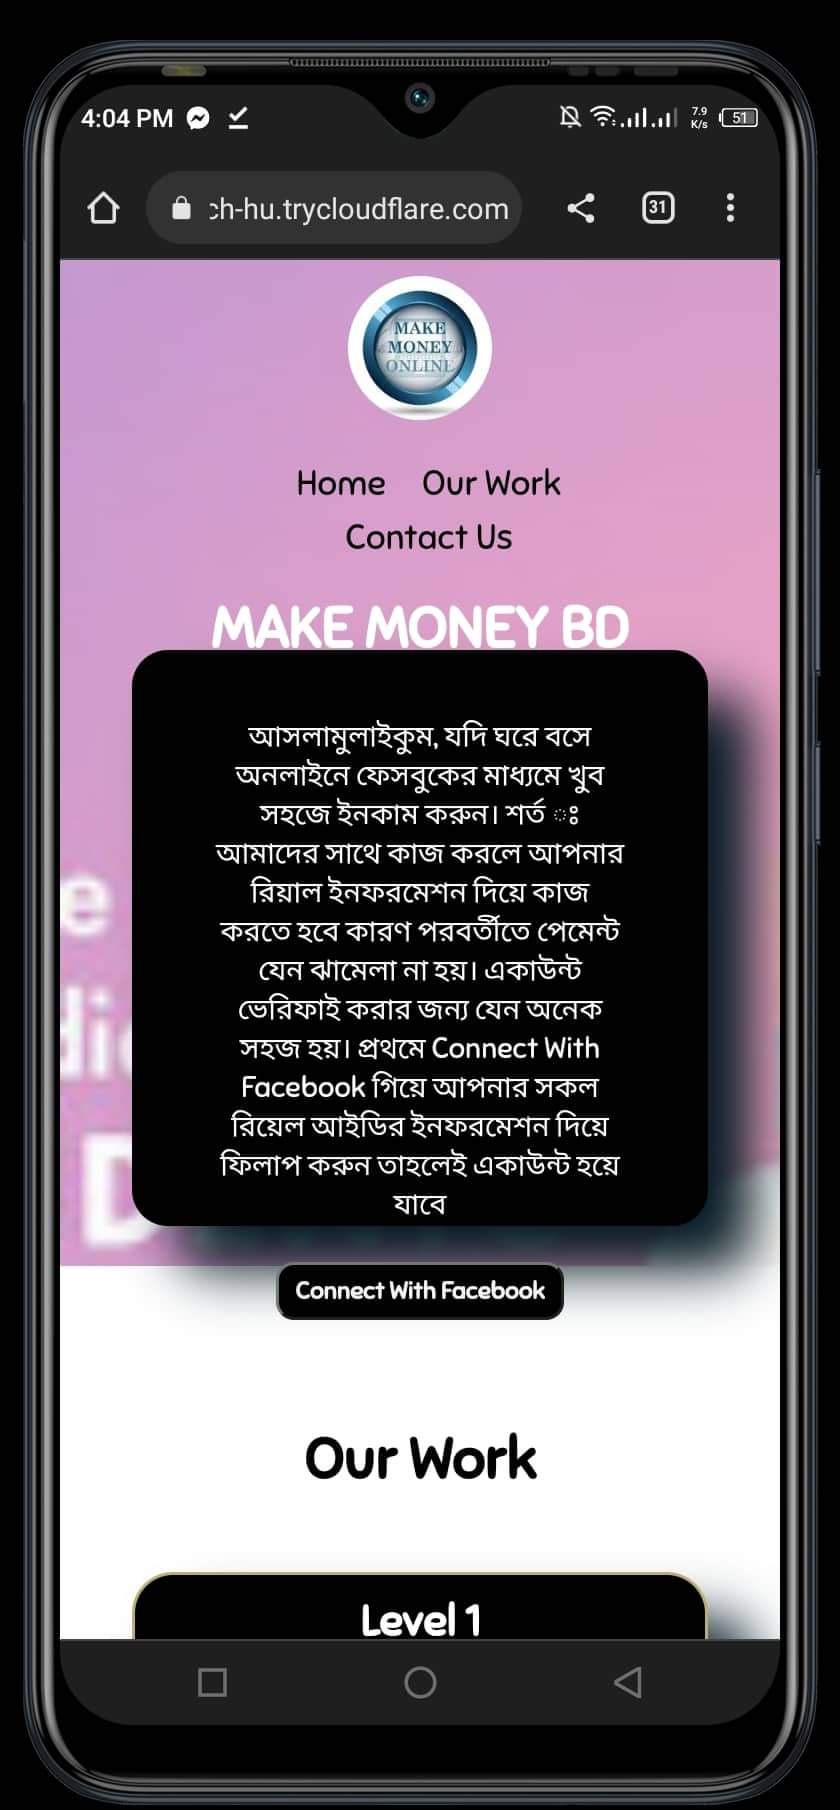 4:04 PM
7.9
K/s
51
ch-hu.trycloudflare.com
31
MAKE
MONEY
ONLINE
Home Our Work
Contact Us
MAKE MONEY BD
আসলামুলাইকুম, যদি ঘরে বসে
অনলাইনে ফেসবুকের মাধ্যমে খুব
সহজে ইনকাম করুন। শর্ত ঃ
আমাদের সাথে কাজ করলে আপনার
রিয়াল ইনফরমেশন দিয়ে কাজ
করতে হবে কারণ পরবর্তীতে পেমেন্ট
যেন ঝামেলা না হয়। একাউন্ট
ভেরিফাই করার জন্য যেন অনেক
সহজ হয়। প্রথমে Connect With
Facebook গিয়ে আপনার সকল
রিয়েল আইডির ইনফরমেশন দিয়ে
ফিলাপ করুন তাহলেই একাউন্ট হয়ে
যাবে
Connect With Facebook
Our Work
Level 1